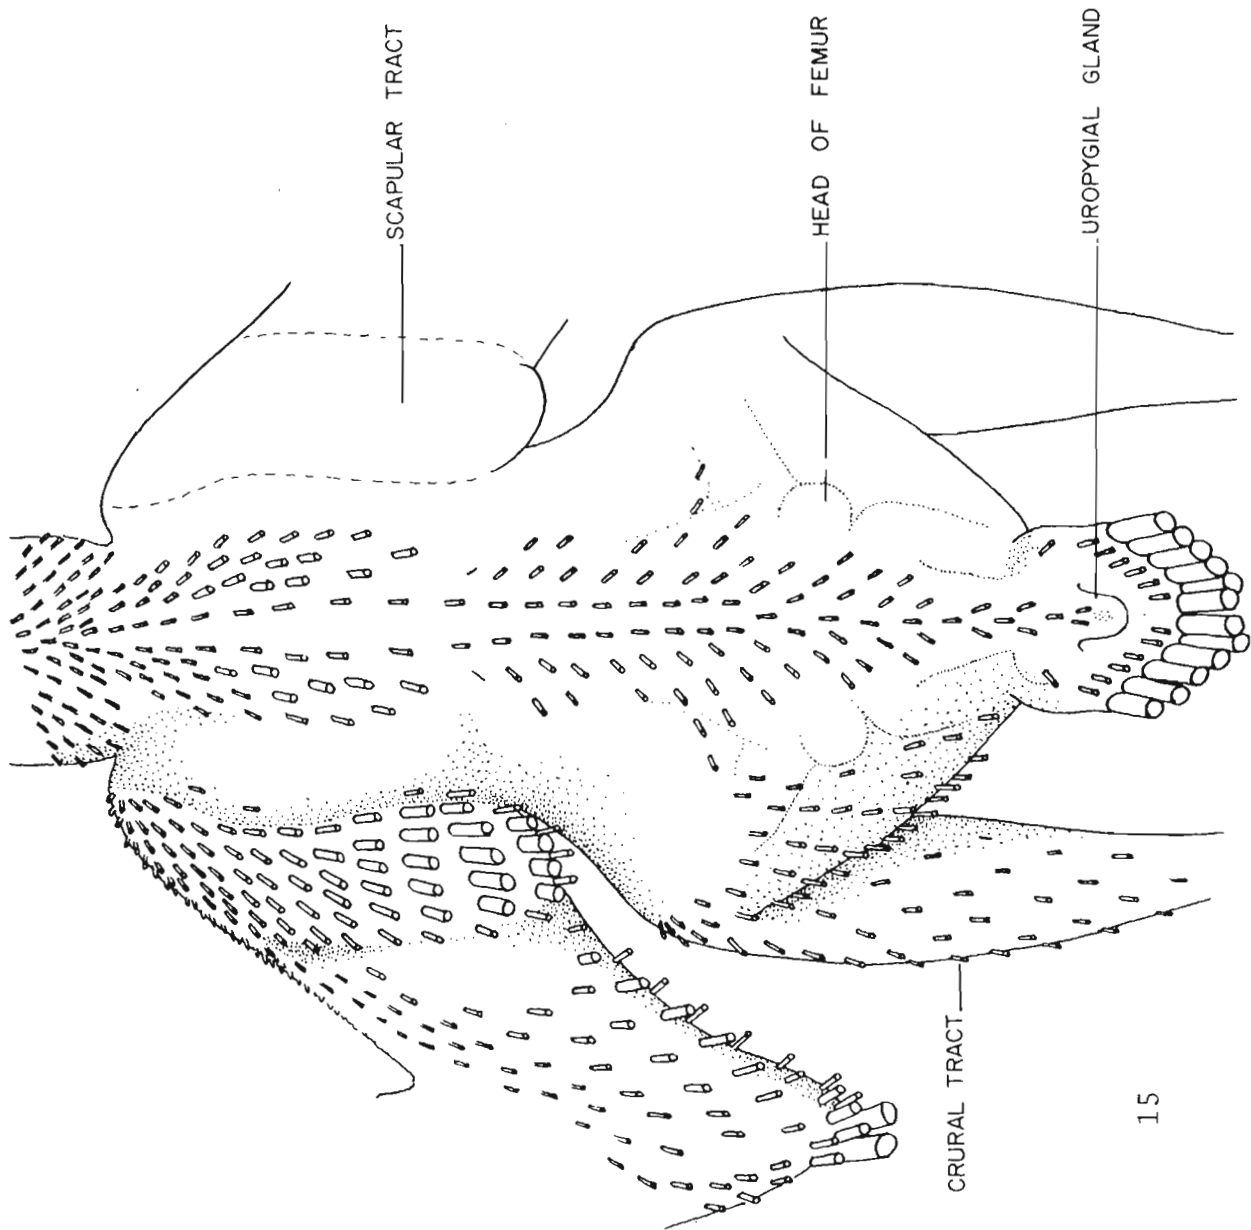 SCAPULAR TRACT
HEAD OF FEMUR
UROPYGIAL GLAND
CRURAL TRACT
15